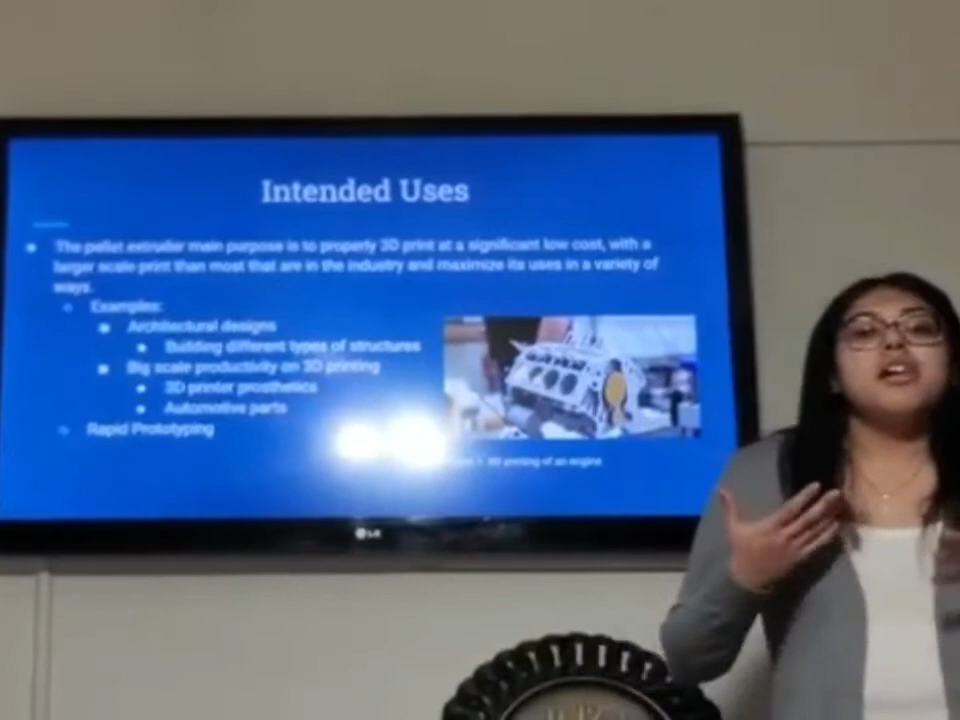 Intended Uses
The pellet extruder main purpose is to properly 3D print at a significant low cost, with a
larger scale print than most that are in the industry and maximize its uses in a variety of
ways.
Examples:
Architectural designs
Building different types of structures
Big scale productivity on 3D printing
3D printer prosthetics
Automotive parts
Rapid Prototyping
3D printing of an engine
LG